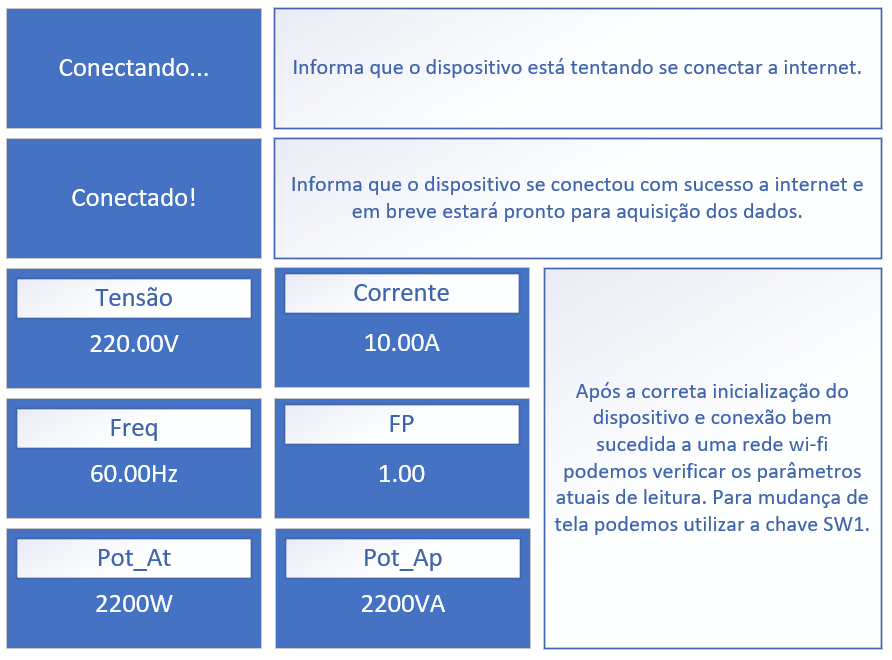 Conectando...
Informa que o dispositivo está tentando se conectar a internet.
Conectado!
Informa que o dispositivo se conectou com sucesso a internet e
em breve estará pronto para aquisição dos dados.
Tensão
220.00V
Corrente
10.00A
Freq
60.00Hz
FP
1.00
Pot_At
2200W
Pot_Ap
2200VA
Após a correta inicialização do
dispositivo e conexão bem
sucedida a uma rede wi-fi
podemos verificar os parâmetros
atuais de leitura. Para mudança de
tela podemos utilizar a chave SW1.